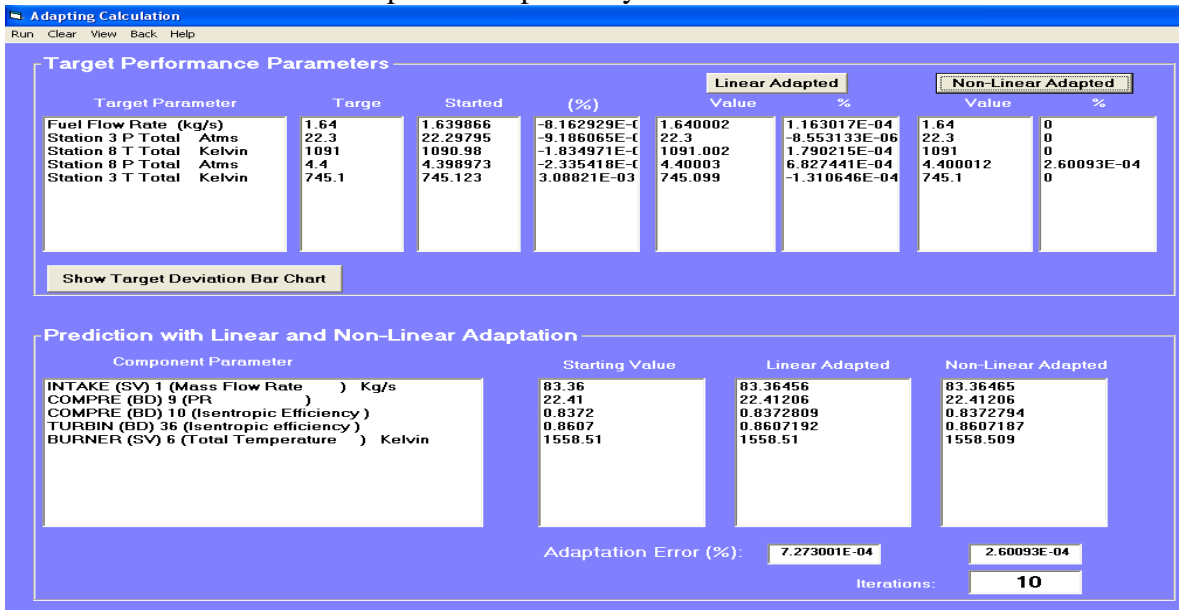 Adapting Calculation
Run Clear View Back Help
Target Performance Parameters
Linear Adapted Non-Linear Adapted
Target Parameter Targe Started (%) Value % Value %
Fuel Flow Rate (kg/s) 1.64 1.639866 -8.162929E-( 1.640002 1.163017E-04 1.64 0
Station 3 P Total Atms 22.3 22.29795 -9.186065E-( 22.3 -8.553133E-06 22.3 0
Station 8 T Total Kelvin 1091 1090.98 -1.834971E-( 1091.002 1.790215E-04 1091 0
Station 8 P Total Atms 4.4 4.398973 -2.335418E-( 4.40003 6.827441E-04 4.400012 2.60093E-04
Station 3 T Total Kelvin 745.1 745.123 3.08821E-03 745.099 -1.310646E-04 745.1 0
Show Target Deviation Bar Chart
Prediction with Linear and Non-Linear Adaptation
Component Parameter Starting Value Linear Adapted Non-Linear Adapted
INTAKE (SV) 1 (Mass Flow Rate ) Kg/s 83.36 83.36456 83.36465
COMPRE (BD) 9 (PR ) 22.41 22.41206 22.41206
COMPRE (BD) 10 (Isentropic Efficiency ) 0.8372 0.8372809 0.8372794
TURBIN (BD) 36 (Isentropic efficiency ) 0.8607 0.8607192 0.8607187
BURNER (SV) 6 (Total Temperature ) Kelvin 1558.51 1558.51 1558.509
Adaptation Error (%): 7.273001E-04 2.60093E-04
Iterations: 10